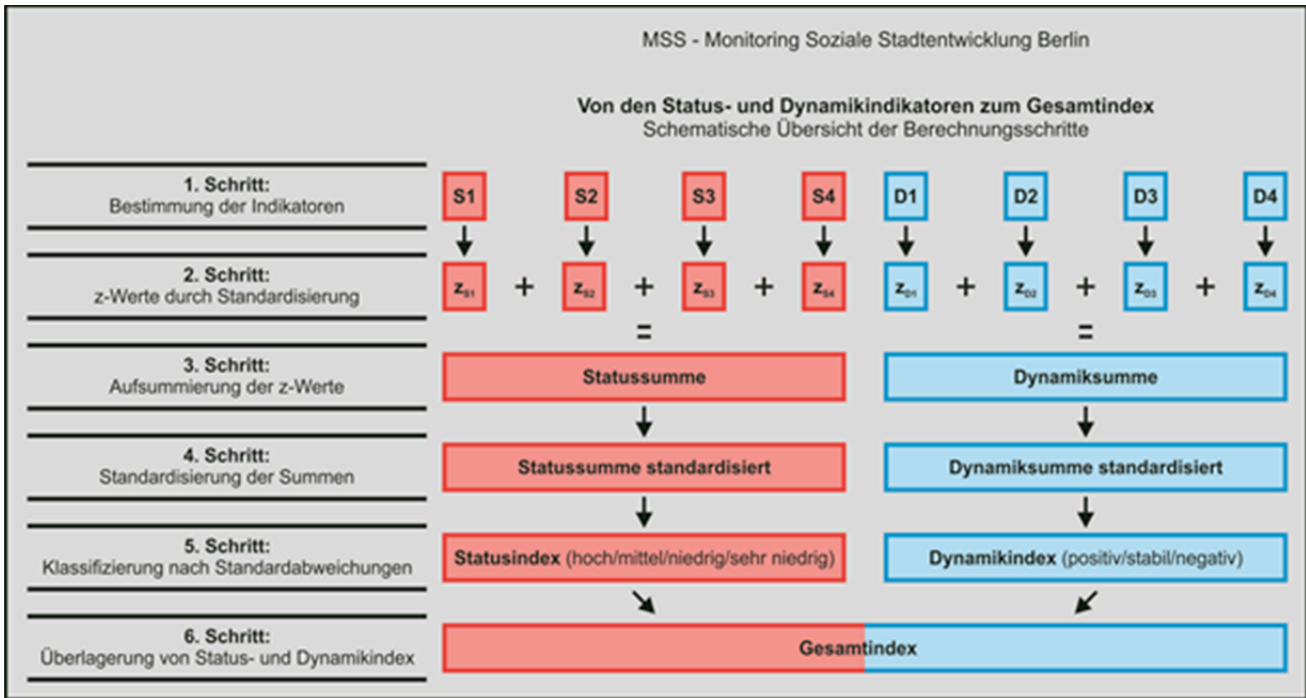 MSS - Monitoring Soziale Stadtentwicklung Berlin
Von den Status- und Dynamikindikatoren zum Gesamtindex
Schematische Übersicht der Berechnungsschritte
1. Schritt:
Bestimmung der Indikatoren
S1 S2 S3 S4 D1 D2 D3 D4
2. Schritt:
z-Werte durch Standardisierung
zS1 + zS2 + zS3 + zS4 zD1 + zD2 + zD3 + zD4
= =
3. Schritt:
Aufsummierung der z-Werte
Statussumme Dynamiksumme
4. Schritt:
Standardisierung der Summen
Statussumme standardisiert Dynamiksumme standardisiert
5. Schritt:
Klassifizierung nach Standardabweichungen
Statusindex (hoch/mittel/niedrig/sehr niedrig) Dynamikindex (positiv/stabil/negativ)
6. Schritt:
Überlagerung von Status- und Dynamikindex
Gesamtindex